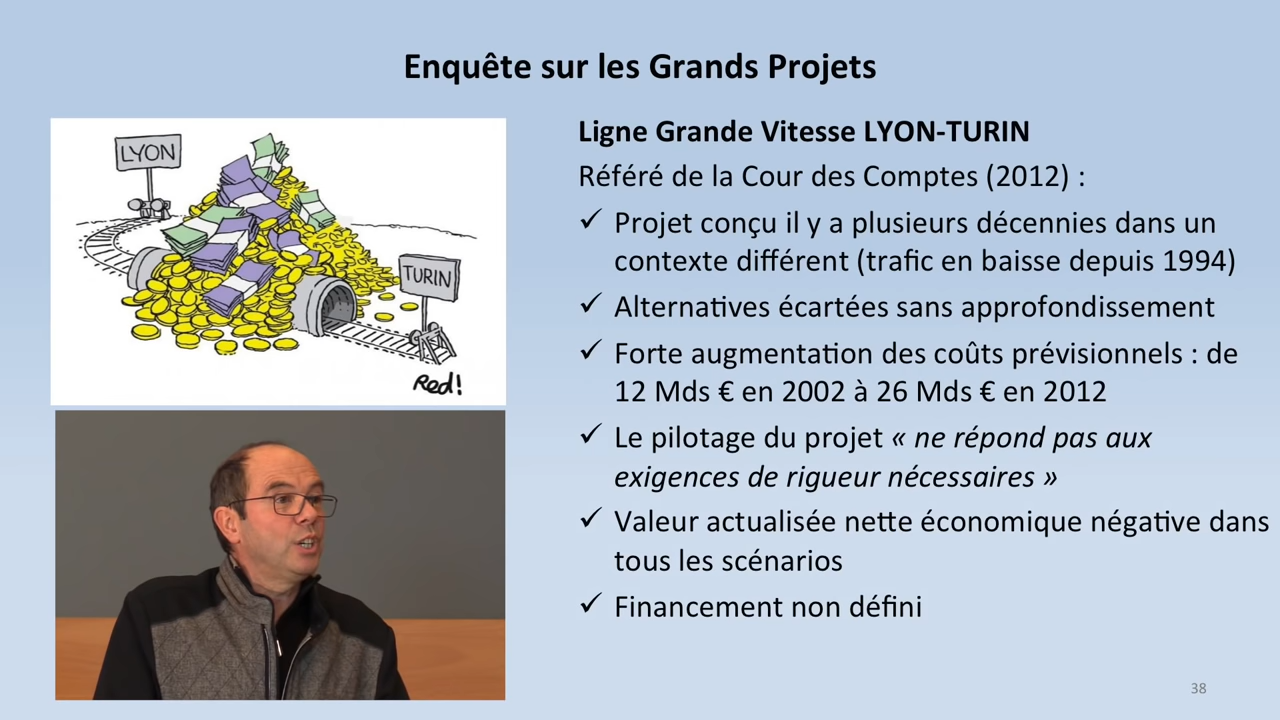 Enquête sur les Grands Projets
LYON
TURIN
Red!
Ligne Grande Vitesse LYON-TURIN
Référé de la Cour des Comptes (2012) :
✓ Projet conçu il y a plusieurs décennies dans un
contexte différent (trafic en baisse depuis 1994)
✓ Alternatives écartées sans approfondissement
✓ Forte augmentation des coûts prévisionnels : de
12 Mds € en 2002 à 26 Mds € en 2012
✓ Le pilotage du projet « ne répond pas aux
exigences de rigueur nécessaires »
✓ Valeur actualisée nette économique négative dans
tous les scénarios
✓ Financement non défini
38